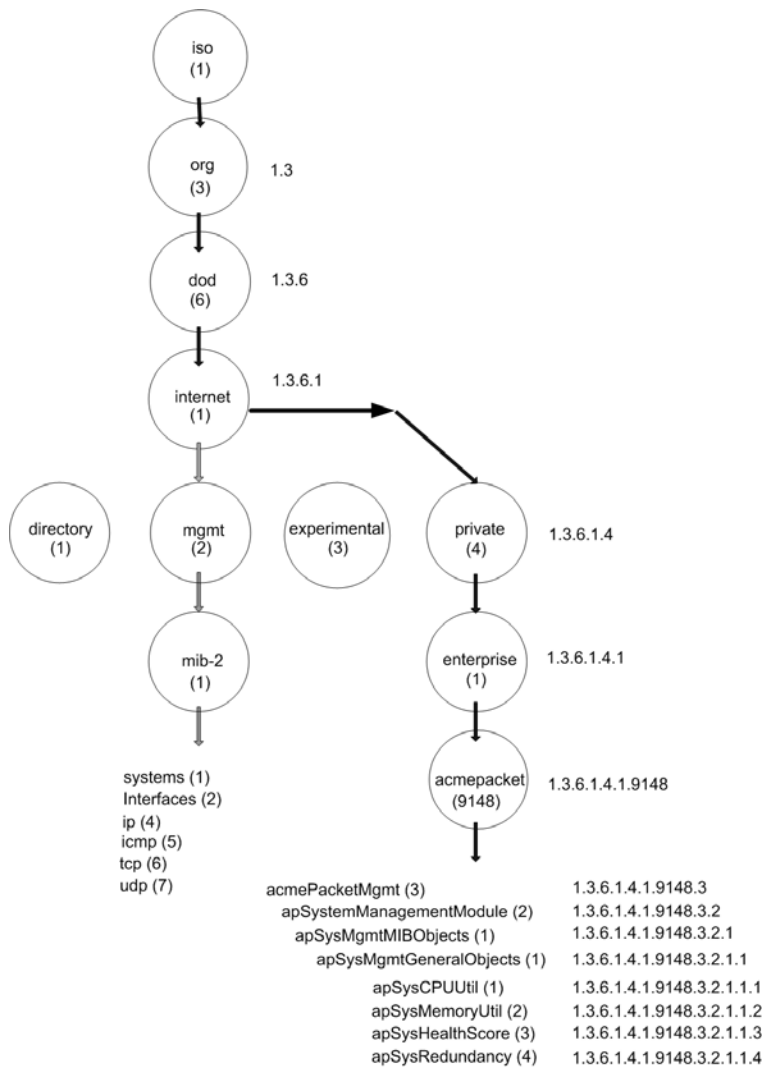 iso
(1)
org
(3)
1.3
dod
(6)
1.3.6
internet
(1)
1.3.6.1
directory
(1)
mgmt
(2)
experimental
(3)
private
(4)
1.3.6.1.4
mib-2
(1)
enterprise
(1)
1.3.6.1.4.1
acmepacket
(9148)
1.3.6.1.4.1.9148
systems (1)
Interfaces (2)
ip (4)
icmp (5)
tcp (6)
udp (7)
acmePacketMgmt (3) 1.3.6.1.4.1.9148.3
apSystemManagementModule (2) 1.3.6.1.4.1.9148.3.2
apSysMgmtMIBObjects (1) 1.3.6.1.4.1.9148.3.2.1
apSysMgmtGeneralObjects (1) 1.3.6.1.4.1.9148.3.2.1.1
apSysCPUUtil (1) 1.3.6.1.4.1.9148.3.2.1.1.1
apSysMemoryUtil (2) 1.3.6.1.4.1.9148.3.2.1.1.2
apSysHealthScore (3) 1.3.6.1.4.1.9148.3.2.1.1.3
apSysRedundancy (4) 1.3.6.1.4.1.9148.3.2.1.1.4